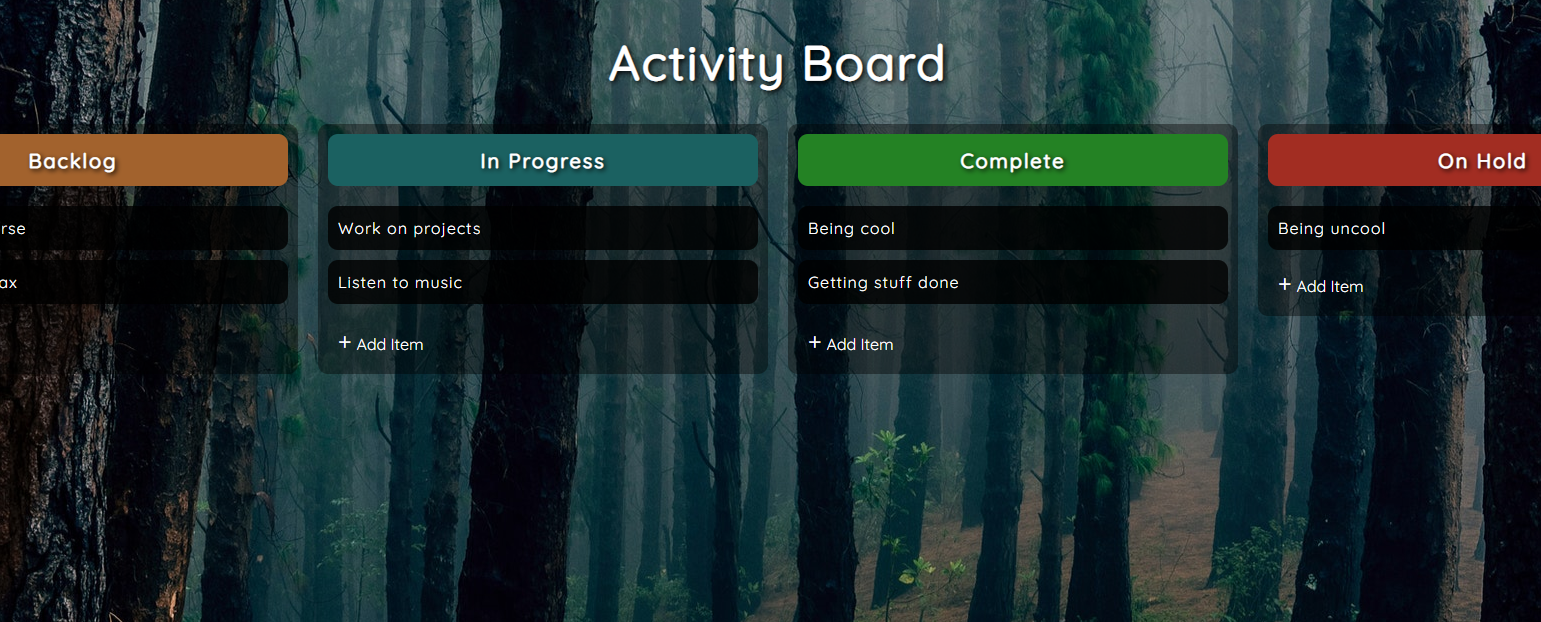 Activity Board
Backlog
rse
ax
In Progress
Work on projects
Listen to music
+ Add Item
Complete
Being cool
Getting stuff done
+ Add Item
On Hold
Being uncool
+ Add Item